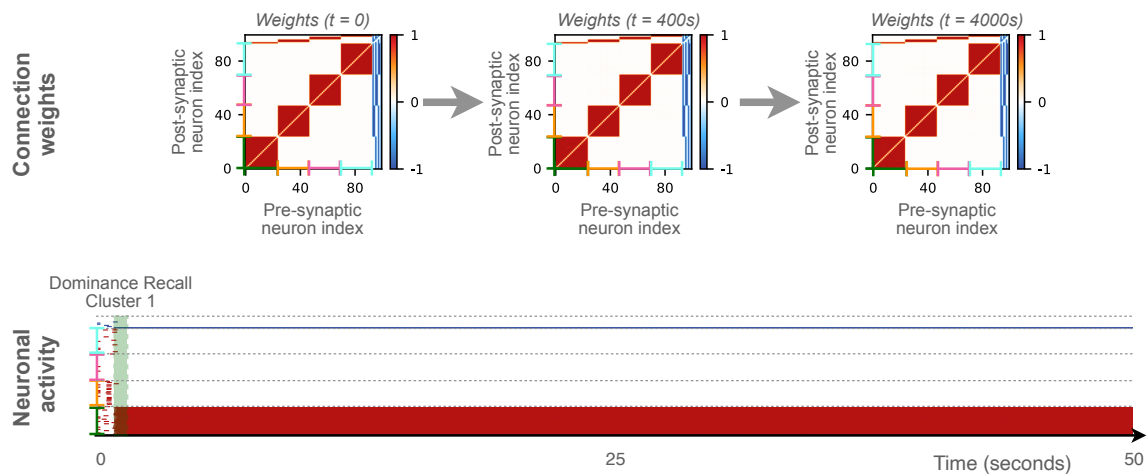 Connection
weights
Weights (t = 0)
1
0
-1
80
40
0
Post-synaptic
neuron index
0 40 80
Pre-synaptic
neuron index
Weights (t = 400s)
1
0
-1
80
40
0
Post-synaptic
neuron index
0 40 80
Pre-synaptic
neuron index
Weights (t = 4000s)
1
0
-1
80
40
0
Post-synaptic
neuron index
0 40 80
Pre-synaptic
neuron index
Dominance Recall
Cluster 1
Neuronal
activity
0 25 Time (seconds) 50